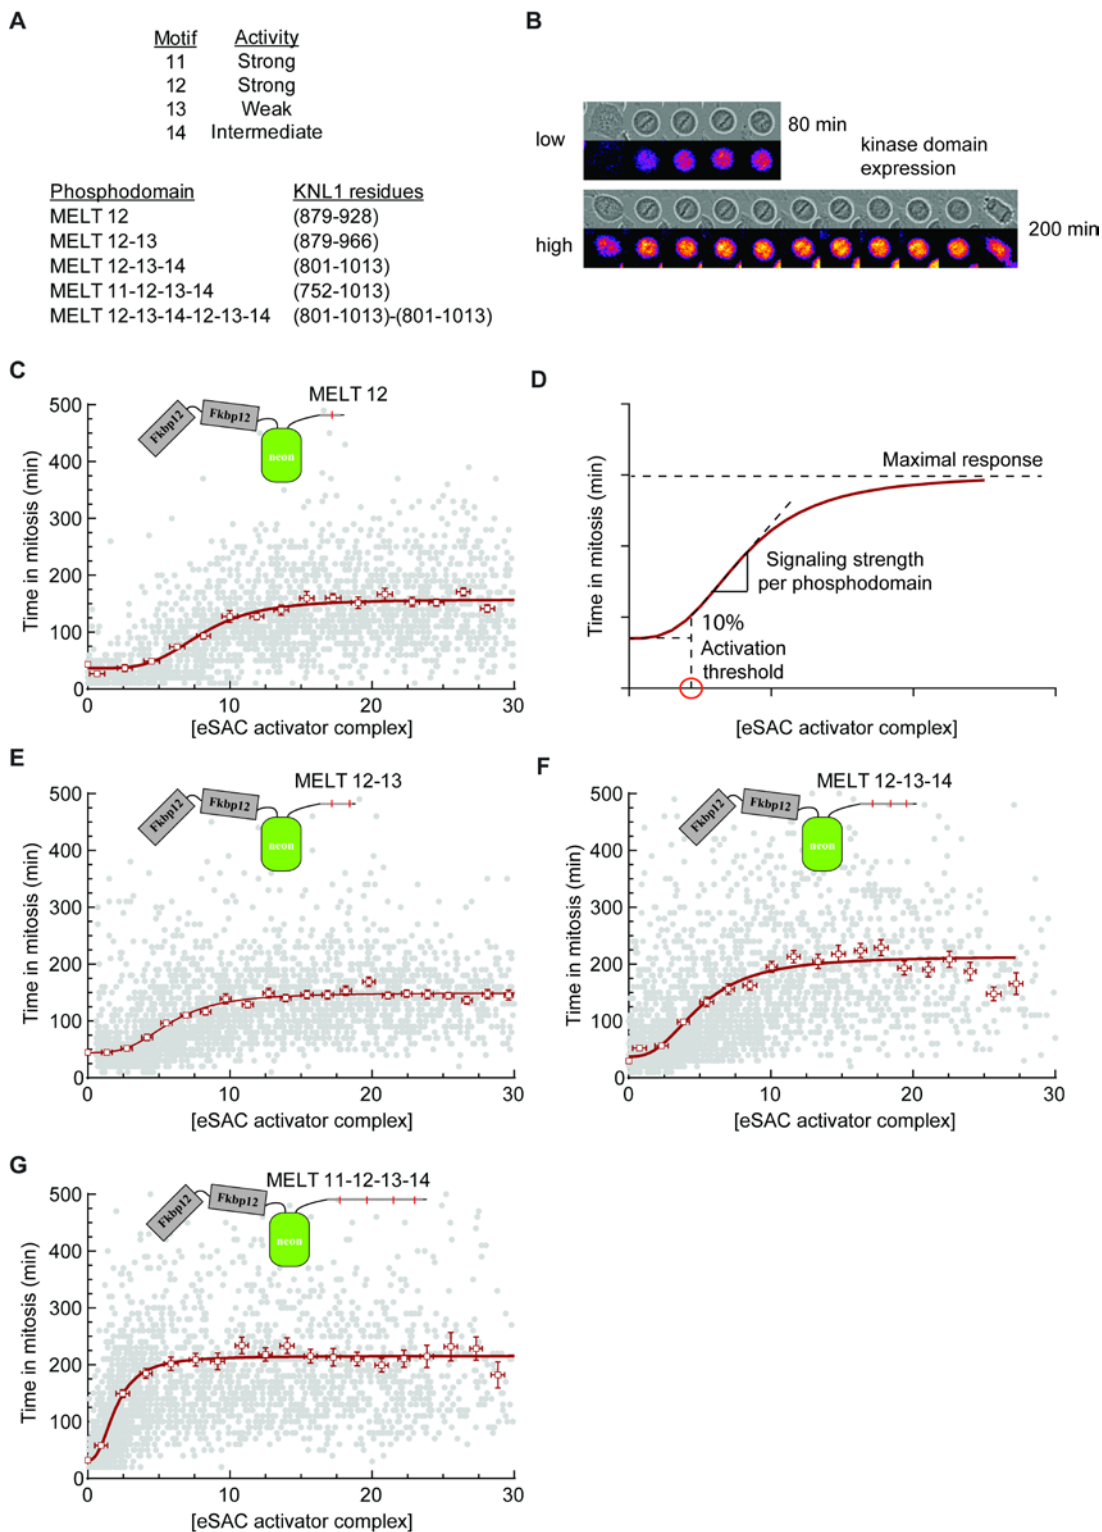 A
Motif Activity
11 Strong
12 Strong
13 Weak
14 Intermediate
Phosphodomain KNL1 residues
MELT 12 (879-928)
MELT 12-13 (879-966)
MELT 12-13-14 (801-1013)
MELT 11-12-13-14 (752-1013)
MELT 12-13-14-12-13-14 (801-1013)-(801-1013)
B
low
80 min
kinase domain
expression
high
200 min
C
MELT 12
Fkbp12
Fkbp12
neon
Time in mitosis (min)
500
400
300
200
100
0
0 10 20 30
[eSAC activator complex]
D
Maximal response
Signaling strength
per phosphodomain
10%
Activation
threshold
Time in mitosis (min)
[eSAC activator complex]
E
MELT 12-13
Fkbp12
Fkbp12
neon
Time in mitosis (min)
500
400
300
200
100
0
0 10 20 30
[eSAC activator complex]
F
MELT 12-13-14
Fkbp12
Fkbp12
neon
Time in mitosis (min)
500
400
300
200
100
0
0 10 20 30
[eSAC activator complex]
G
MELT 11-12-13-14
Fkbp12
Fkbp12
neon
Time in mitosis (min)
500
400
300
200
100
0
0 10 20 30
[eSAC activator complex]